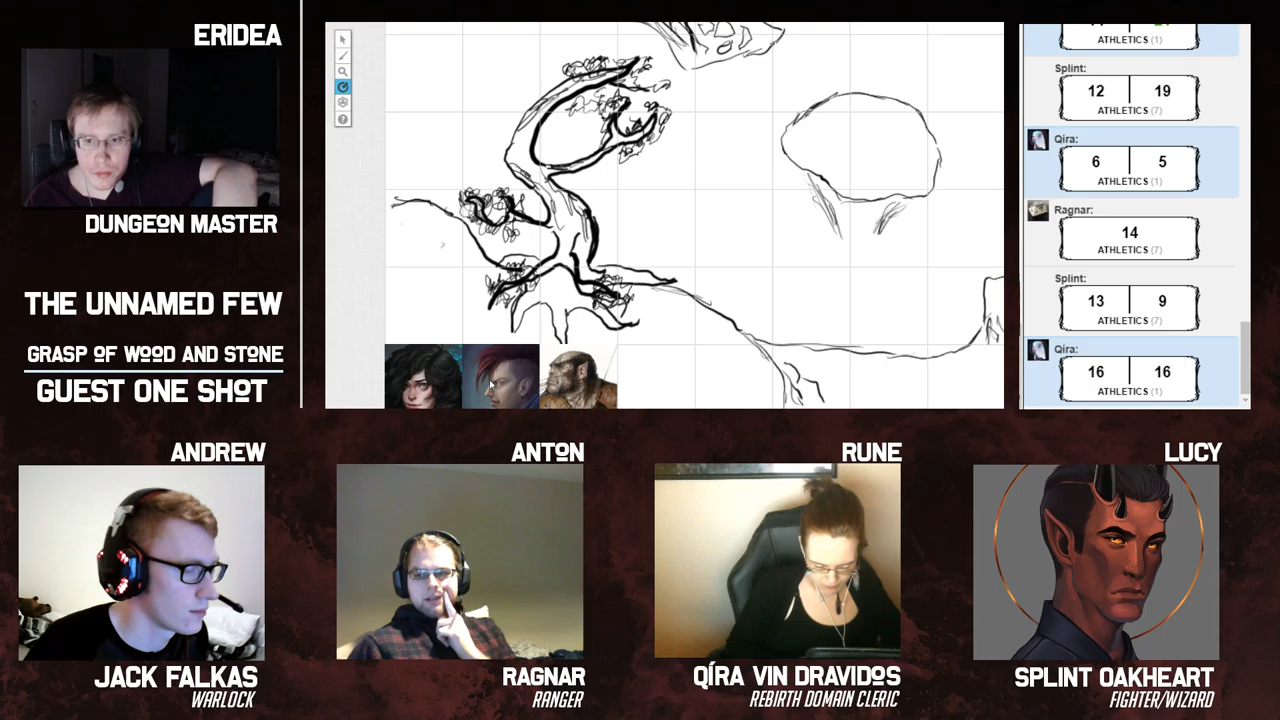 ERIDEA
DUNGEON MASTER
THE UNNAMED FEW
GRASP OF WOOD AND STONE
GUEST ONE SHOT
?
ATHLETICS (1)
Splint:
12 19
ATHLETICS (7)
Qira:
6 5
ATHLETICS (1)
Ragnar:
14
ATHLETICS (7)
Splint:
13 9
ATHLETICS (7)
Qira:
16 16
ATHLETICS (1)
ANDREW
JACK FALKAS
WARLOCK
ANTON
RAGNAR
RANGER
RUNE
QÍRA VIN DRAVIDOS
REBIRTH DOMAIN CLERIC
LUCY
SPLINT OAKHEART
FIGHTER/WIZARD